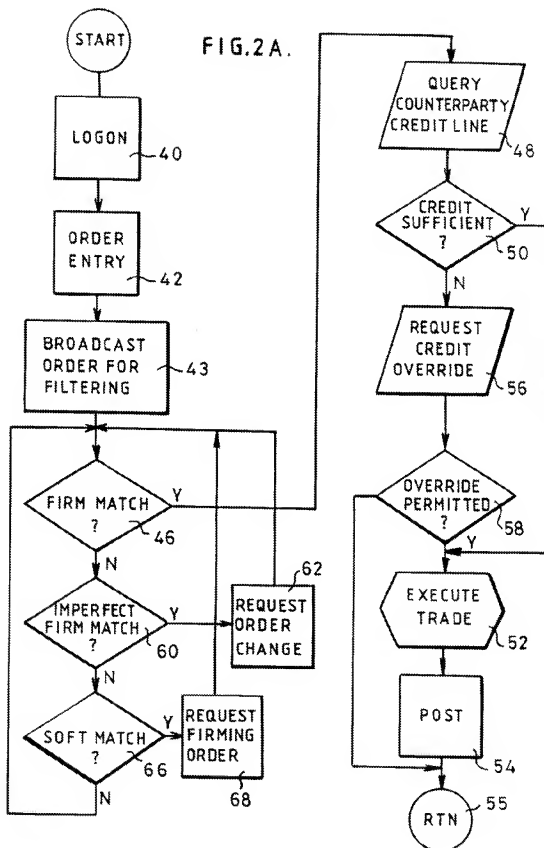 START
FIG.2A.
LOGON
40
ORDER
ENTRY
42
BROADCAST
ORDER FOR
FILTERING
43
FIRM MATCH
?
Y
46
N
IMPERFECT
FIRM MATCH
?
Y
60
N
62
REQUEST
ORDER
CHANGE
SOFT MATCH
?
Y
66
N
REQUEST
FIRMING
ORDER
68
QUERY
COUNTERPARTY
CREDIT LINE
48
CREDIT
SUFFICIENT
?
Y
50
N
REQUEST
CREDIT
OVERRIDE
56
OVERRIDE
PERMITTED
?
58
Y
EXECUTE
TRADE
52
POST
54
RTN
55